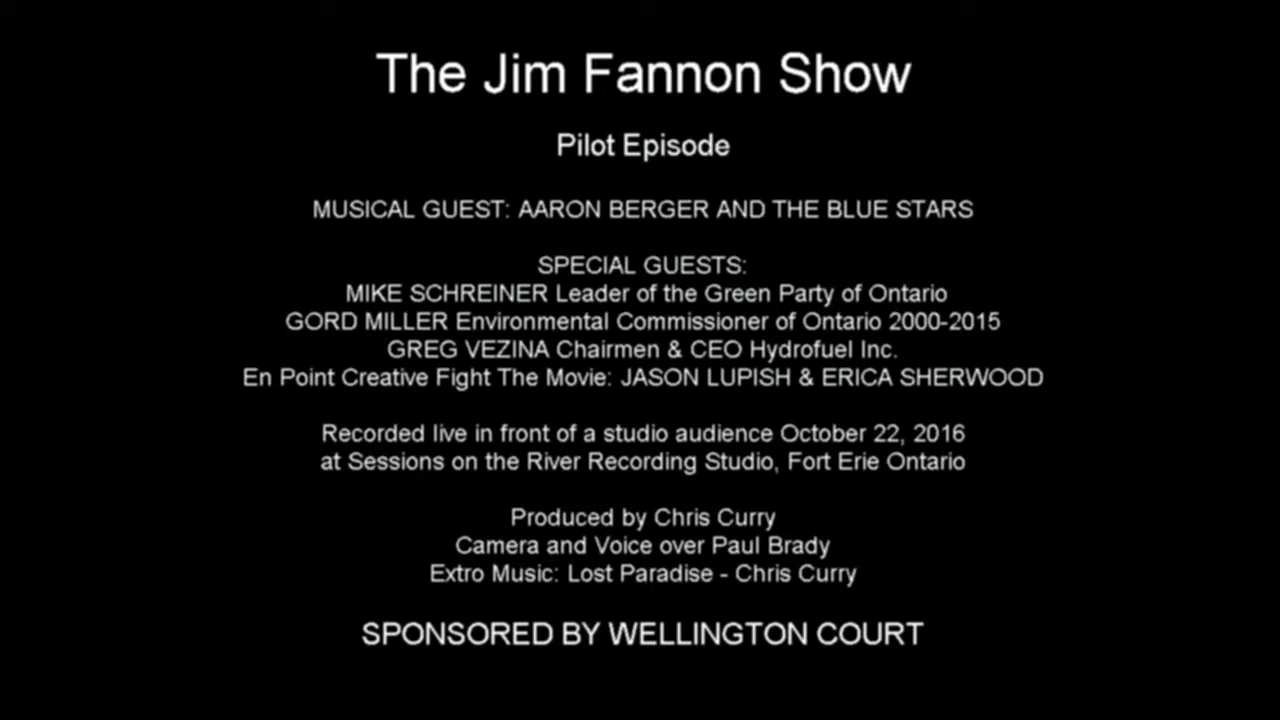 The Jim Fannon Show
Pilot Episode
MUSICAL GUEST: AARON BERGER AND THE BLUE STARS
SPECIAL GUESTS:
MIKE SCHREINER Leader of the Green Party of Ontario
GORD MILLER Environmental Commissioner of Ontario 2000-2015
GREG VEZINA Chairmen & CEO Hydrofuel Inc.
En Point Creative Fight The Movie: JASON LUPISH & ERICA SHERWOOD
Recorded live in front of a studio audience October 22, 2016
at Sessions on the River Recording Studio, Fort Erie Ontario
Produced by Chris Curry
Camera and Voice over Paul Brady
Extro Music: Lost Paradise - Chris Curry
SPONSORED BY WELLINGTON COURT